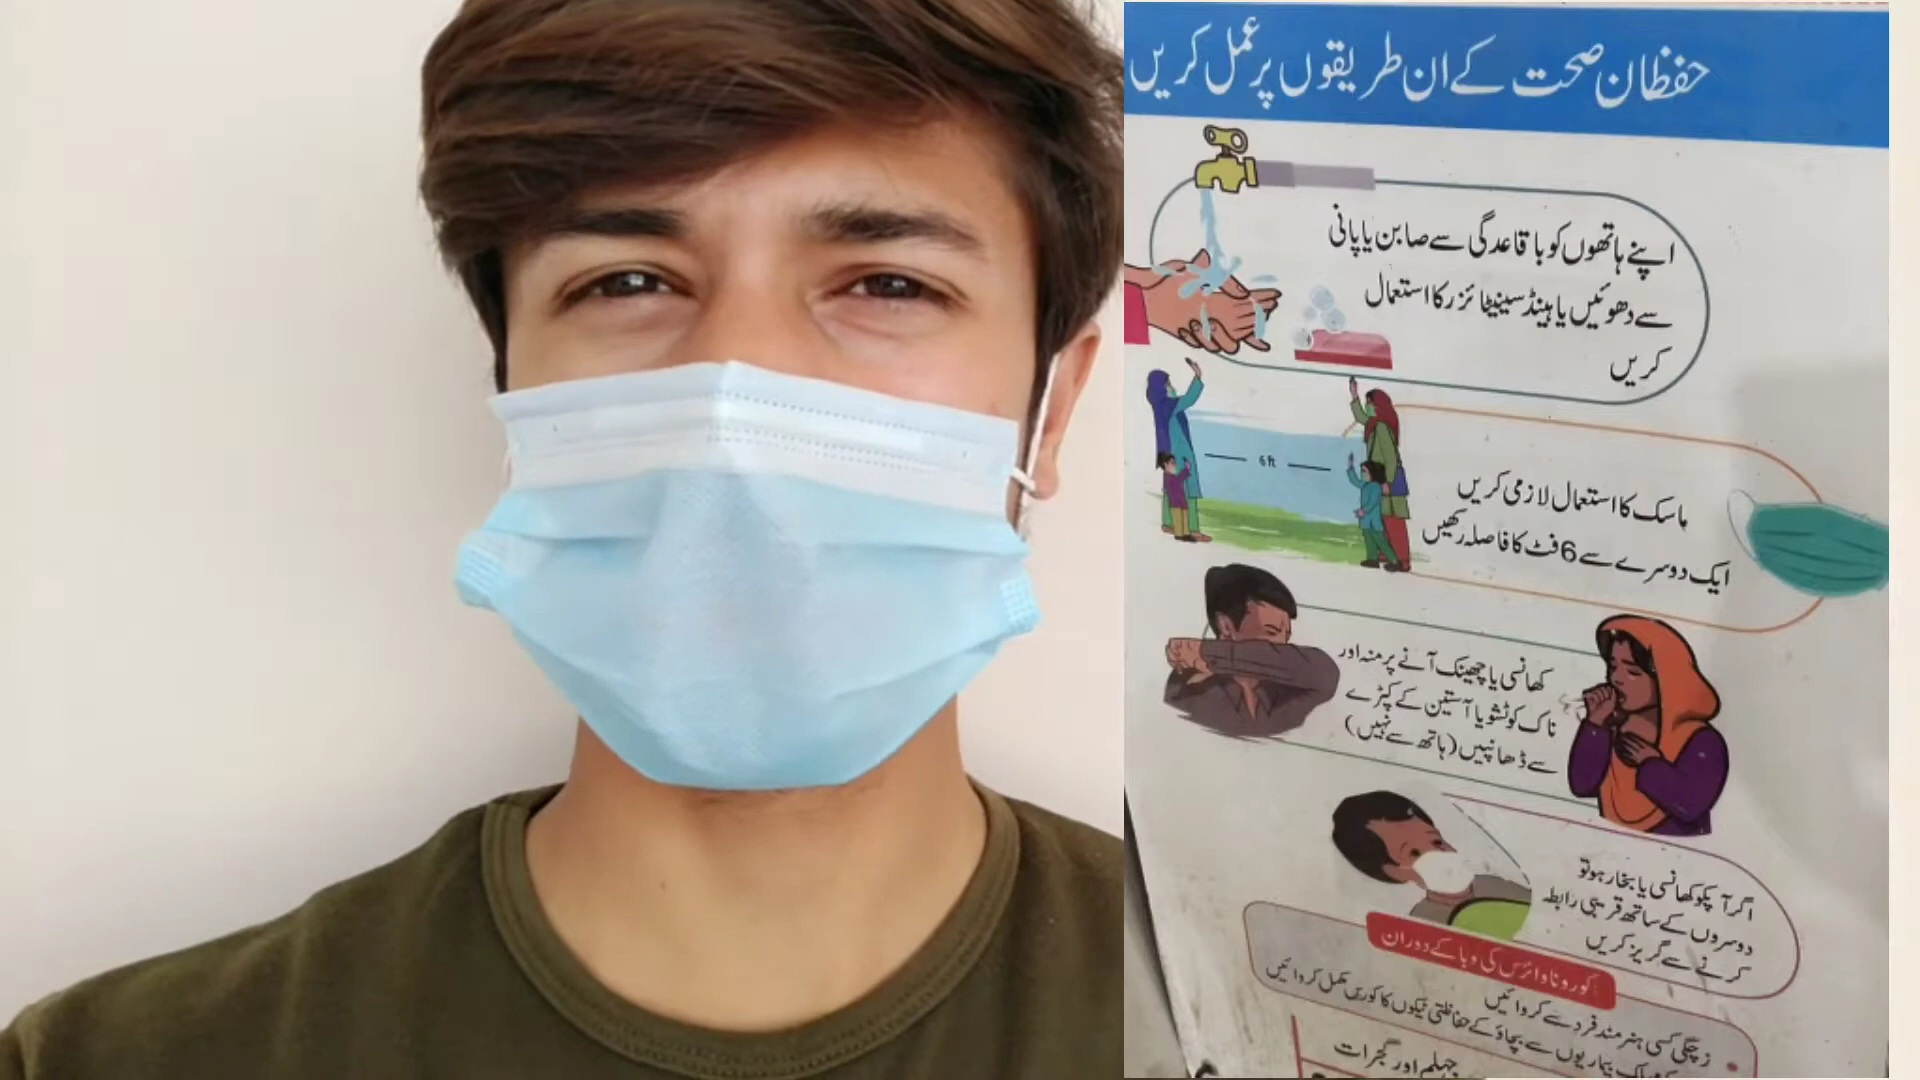 حفظان صحت کے ان طریقوں پر عمل کریں
اپنے ہاتھوں کو باقاعدگی سے صابن یا پانی
سے دھوئیں یا ہینڈ سینیٹائزر کا استعمال
کریں
6 ft
ماسک کا استعمال لازمی کریں
ایک دوسرے سے 6 فٹ کا فاصلہ رکھیں
کھانسی یا چھینک آنے پر منہ اور
ناک کو ٹشو یا آستین کے کپڑے
سے ڈھانپیں (ہاتھ سے نہیں)
اگر آپکو کھانسی یا بخار ہو تو
دوسروں کے ساتھ قریبی رابطہ
کرنے سے گریز کریں
کورونا وائرس کی وبا کے دوران
زچگی کسی ہنر مند فرد سے کروائیں
بیماریوں سے بچاؤ کے حفاظتی ٹیکوں کا کورس مکمل کروائیں
جہلم اور گجرات